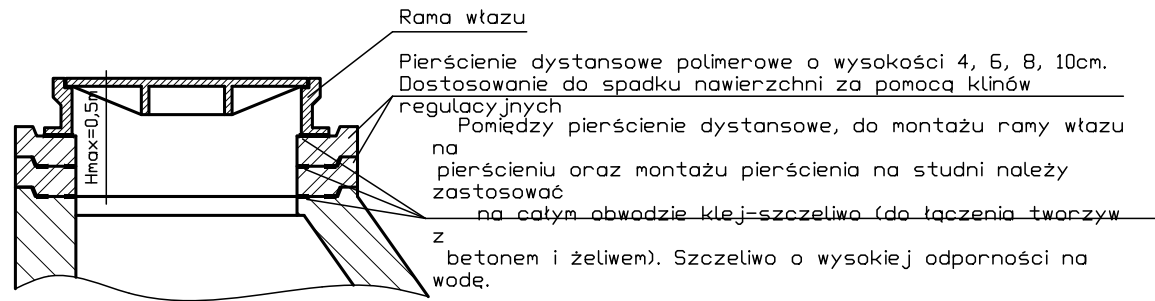 Rama włazu
Pierścienie dystansowe polimerowe o wysokości 4, 6, 8, 10cm.
Dostosowanie do spadku nawierzchni za pomocą klinów
regulacyjnych
Pomiędzy pierścienie dystansowe, do montażu ramy włazu
na
pierścieniu oraz montażu pierścienia na studni należy
zastosować
na całym obwodzie klej-szczeliwo (do łączenia tworzyw
z
betonem i żeliwem). Szczeliwo o wysokiej odporności na
wodę.
Hmax=0,5m